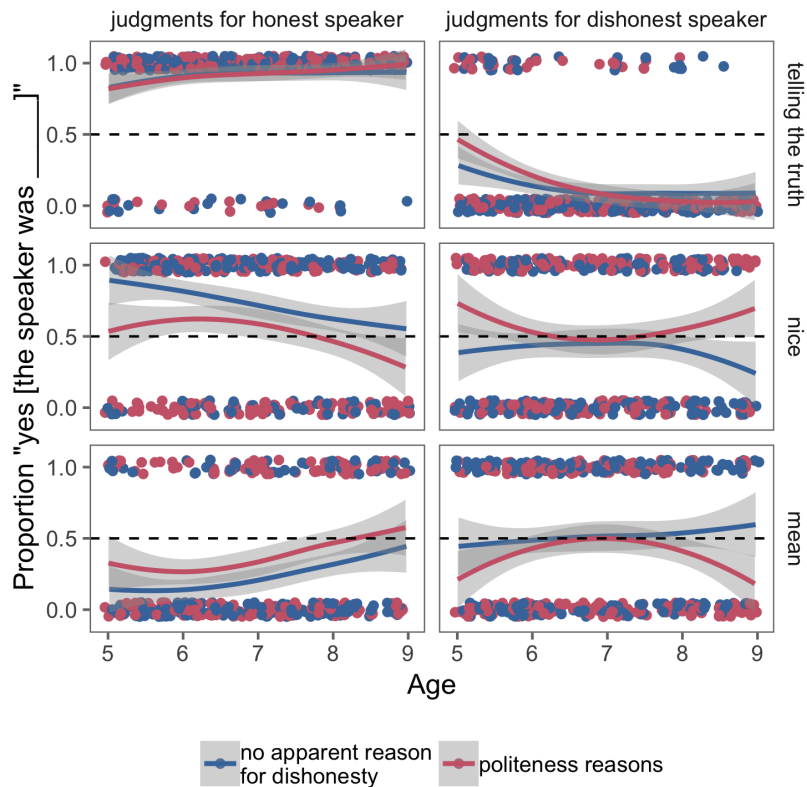 judgments for honest speaker
judgments for dishonest speaker
Proportion "yes [the speaker was ______]"
1.0
0.5
0.0
telling the truth
1.0
0.5
0.0
nice
1.0
0.5
0.0
mean
5 6 7 8 9
5 6 7 8 9
Age
no apparent reason
for dishonesty
politeness reasons